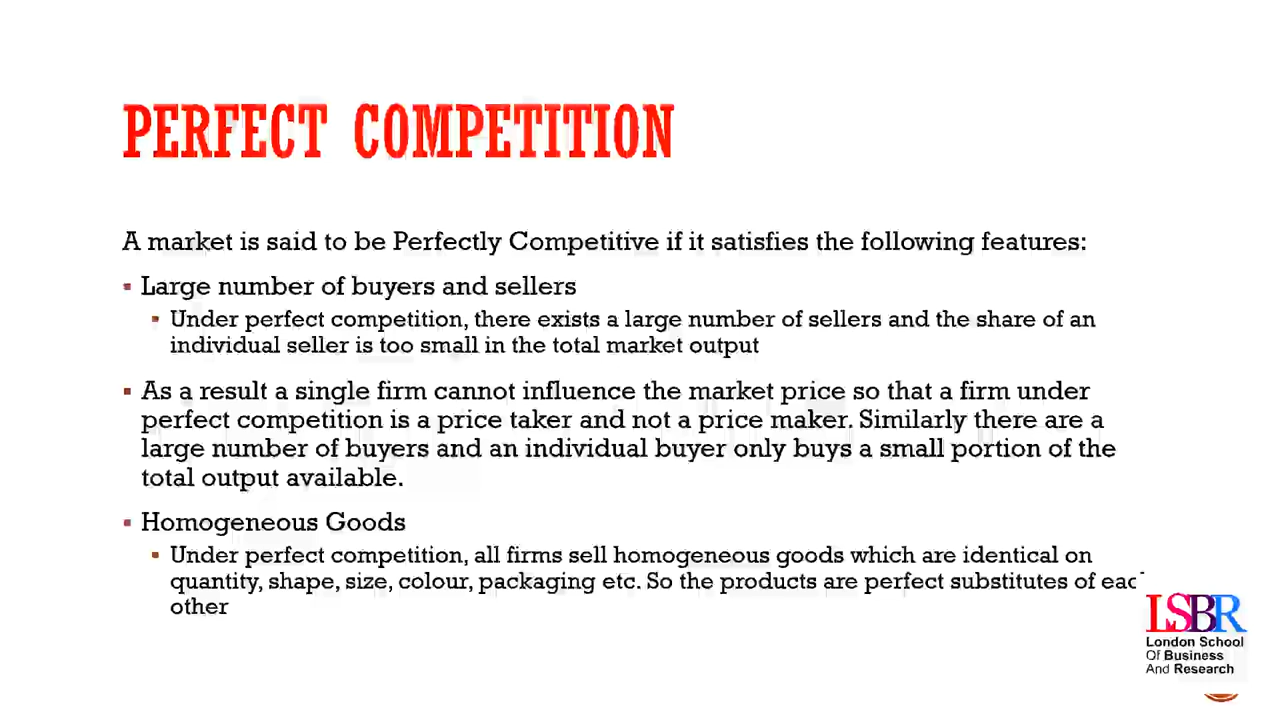 PERFECT COMPETITION
A market is said to be Perfectly Competitive if it satisfies the following features:
Large number of buyers and sellers
Under perfect competition, there exists a large number of sellers and the share of an
individual seller is too small in the total market output
As a result a single firm cannot influence the market price so that a firm under
perfect competition is a price taker and not a price maker. Similarly there are a
large number of buyers and an individual buyer only buys a small portion of the
total output available.
Homogeneous Goods
Under perfect competition, all firms sell homogeneous goods which are identical on
quantity, shape, size, colour, packaging etc. So the products are perfect substitutes of each
other
LSBR
London School
Of Business
And Research